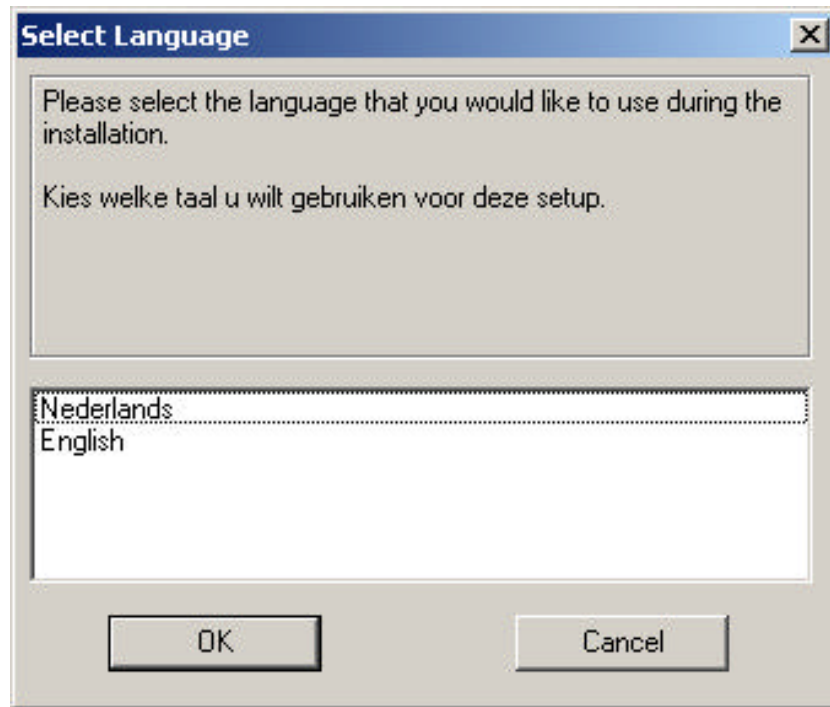 Select Language
Please select the language that you would like to use during the
installation.
Kies welke taal u wilt gebruiken voor deze setup.
Nederlands
English
OK
Cancel